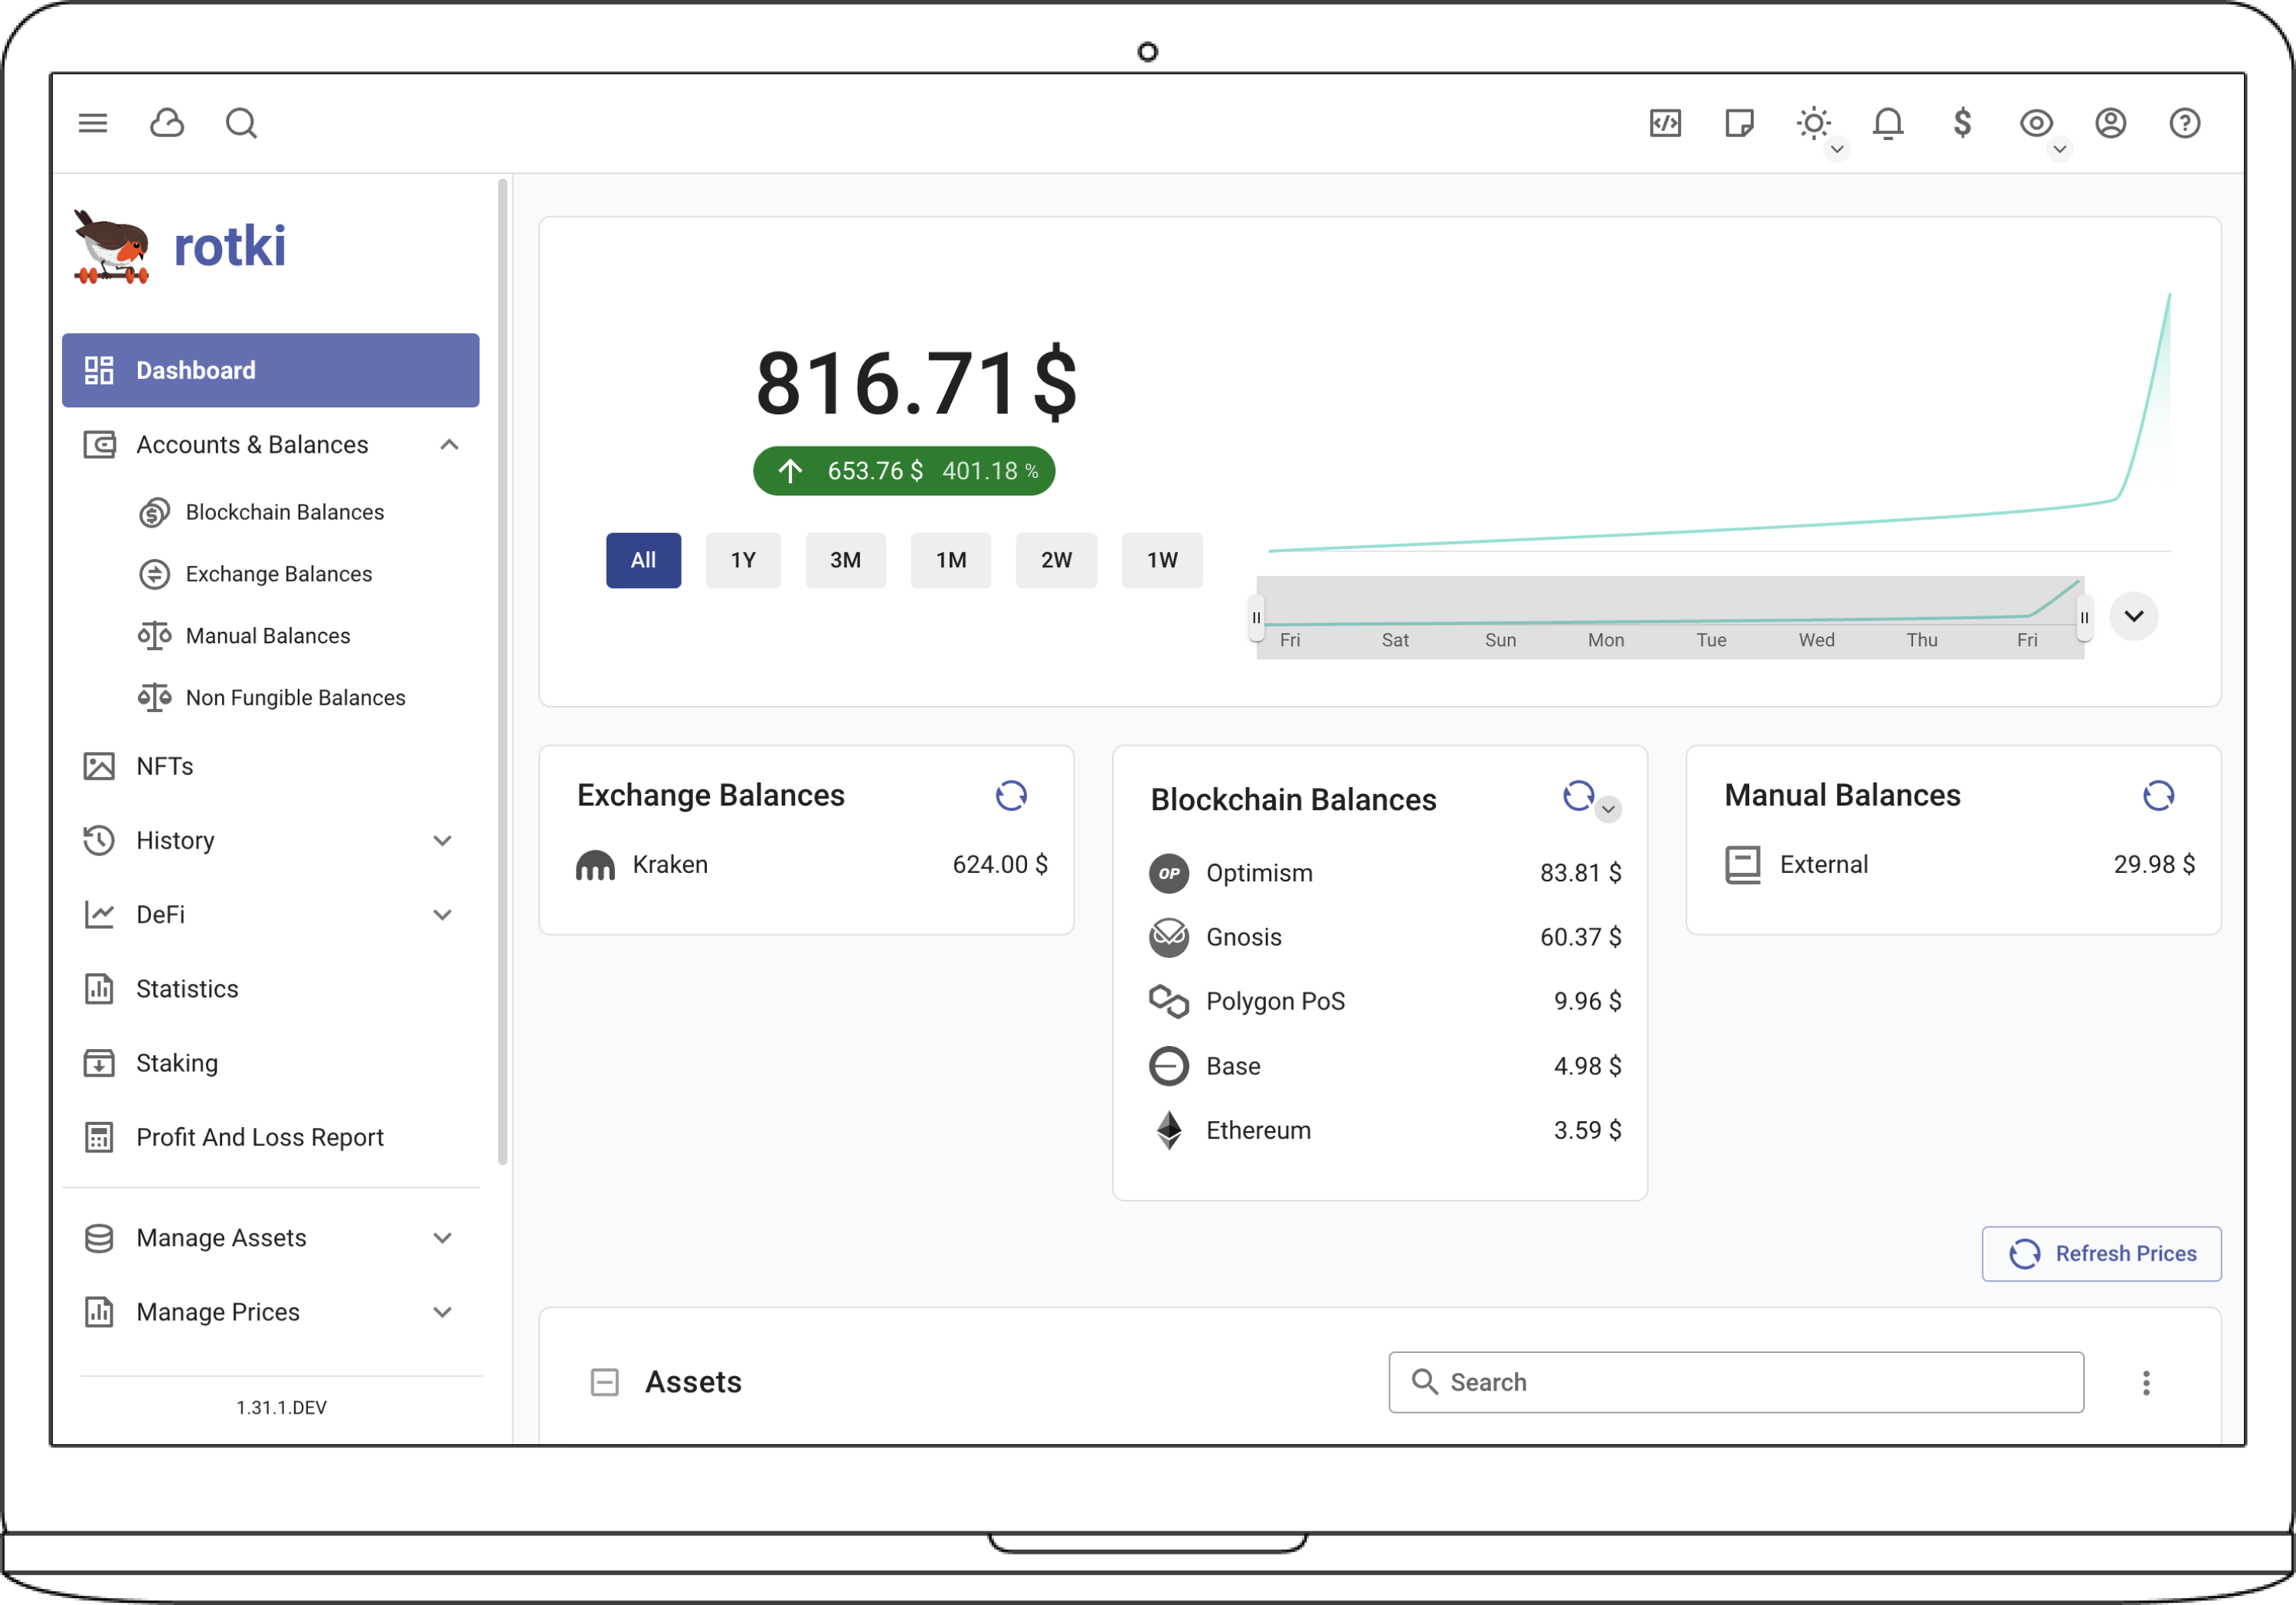 rotki
Dashboard
Accounts & Balances
Blockchain Balances
Exchange Balances
Manual Balances
Non Fungible Balances
NFTs
History
DeFi
Statistics
Staking
Profit And Loss Report
Manage Assets
Manage Prices
1.31.1.DEV
816.71 $
653.76 $ 401.18 %
All 1Y 3M 1M 2W 1W
Fri Sat Sun Mon Tue Wed Thu Fri
Exchange Balances
Kraken 624.00 $
Blockchain Balances
OP Optimism 83.81 $
Gnosis 60.37 $
Polygon PoS 9.96 $
Base 4.98 $
Ethereum 3.59 $
Manual Balances
External 29.98 $
Refresh Prices
Assets
Search